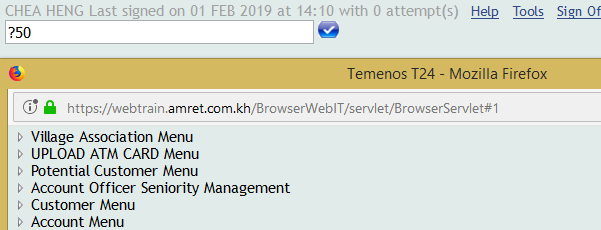 CHEA HENG Last signed on 01 FEB 2019 at 14:10 with 0 attempt(s) Help Tools Sign Of
?50
Temenos T24 - Mozilla Firefox
https://webtrain.amret.com.kh/BrowserWebIT/servlet/BrowserServlet#1
Village Association Menu
UPLOAD ATM CARD Menu
Potential Customer Menu
Account Officer Seniority Management
Customer Menu
Account Menu